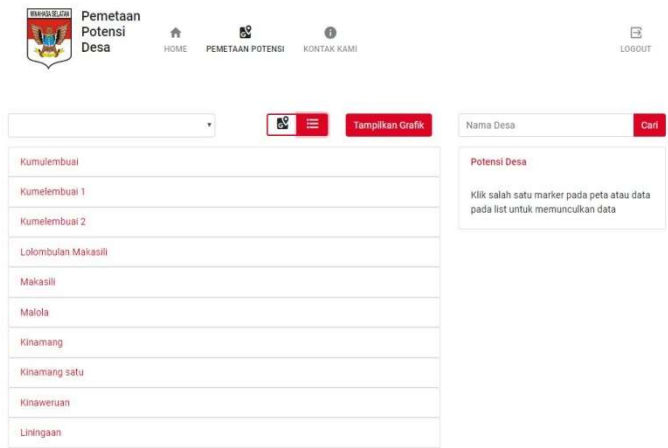 MINAHASA SELATAN
Pemetaan
Potensi
Desa
HOME
PEMETAAN POTENSI
KONTAK KAMI
LOGOUT
Tampilkan Grafik
Nama Desa
Cari
Kumulembuai
Kumelembuai 1
Kumelembuai 2
Lolombulan Makasili
Makasili
Malola
Kinamang
Kinamang satu
Kinaweruan
Liningaan
Potensi Desa
Klik salah satu marker pada peta atau data
pada list untuk memunculkan data